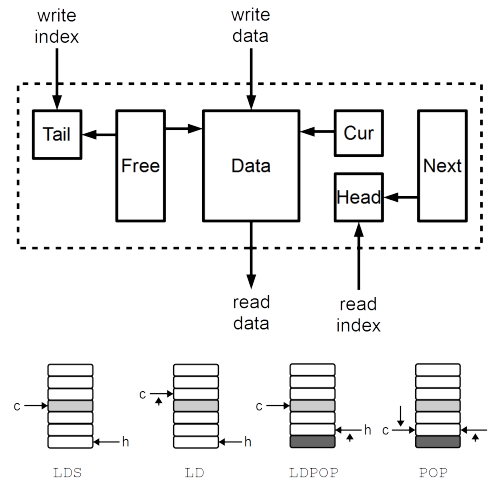 write
index
write
data
Tail
Free
Data
Cur
Head
Next
read
data
read
index
c
h
LDS
c
h
LD
c
h
LDPOP
c
h
POP